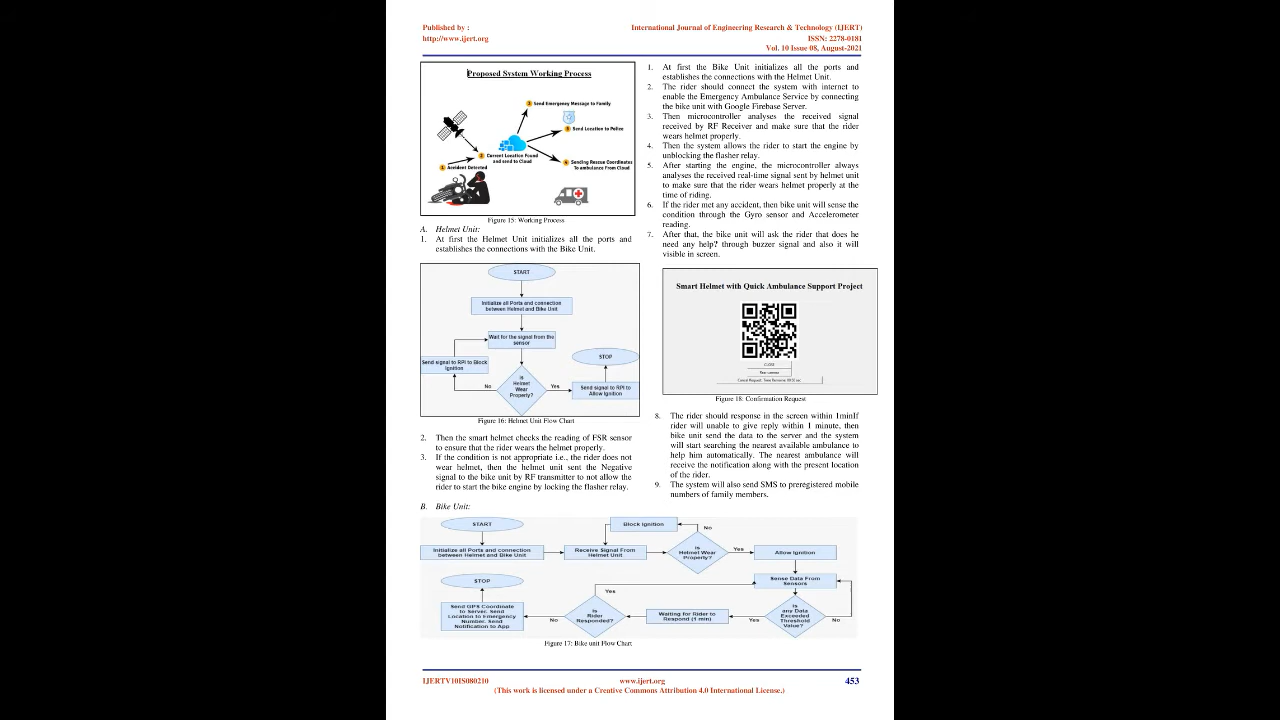 Published by :
http://www.ijert.org
International Journal of Engineering Research & Technology (IJERT)
ISSN: 2278-0181
Vol. 10 Issue 08, August-2021
Proposed System Working Process
3 Send Emergency Message to Family
5 Send Location to Police
2 Current Location Found
and send to Cloud
4 Sending Rescue Coordinates
To ambulance From Cloud
1 Accident Detected
Figure 15: Working Process
A. Helmet Unit:
1. At first the Helmet Unit initializes all the ports and
establishes the connections with the Bike Unit.
START
Initialize all Ports and connection
between Helmet and Bike Unit
Wait for the signal from the
sensor
Send signal to RPI to Block
Ignition
STOP
No
Is
Helmet
Wear
Properly?
Yes
Send signal to RPI to
Allow Ignition
Figure 16: Helmet Unit Flow Chart
2. Then the smart helmet checks the reading of FSR sensor
to ensure that the rider wears the helmet properly.
3. If the condition is not appropriate i.e., the rider does not
wear helmet, then the helmet unit sent the Negative
signal to the bike unit by RF transmitter to not allow the
rider to start the bike engine by locking the flasher relay.
1. At first the Bike Unit initializes all the ports and
establishes the connections with the Helmet Unit.
2. The rider should connect the system with internet to
enable the Emergency Ambulance Service by connecting
the bike unit with Google Firebase Server.
3. Then microcontroller analyses the received signal
received by RF Receiver and make sure that the rider
wears helmet properly.
4. Then the system allows the rider to start the engine by
unblocking the flasher relay.
5. After starting the engine, the microcontroller always
analyses the received real-time signal sent by helmet unit
to make sure that the rider wears helmet properly at the
time of riding.
6. If the rider met any accident, then bike unit will sense the
condition through the Gyro sensor and Accelerometer
reading.
7. After that, the bike unit will ask the rider that does he
need any help? through buzzer signal and also it will
visible in screen.
Smart Helmet with Quick Ambulance Support Project
Figure 18: Confirmation Request
8. The rider should response in the screen within 1minIf
rider will unable to give reply within 1 minute, then
bike unit send the data to the server and the system
will start searching the nearest available ambulance to
help him automatically. The nearest ambulance will
receive the notification along with the present location
of the rider.
9. The system will also send SMS to preregistered mobile
numbers of family members.
B. Bike Unit:
START
Block Ignition
No
Initialize all Ports and connection
between Helmet and Bike Unit
Receive Signal From
Helmet Unit
Is
Helmet Wear
Properly?
Yes
Allow Ignition
STOP
Sense Data From
Sensors
Yes
Send GPS Coordinate
to Server. Send
Location to Emergency
Number. Send
Notification to App
No
Is
Rider
Responded?
Waiting for Rider to
Respond (1 min)
Yes
Is
any Data
Exceeded
Threshold
Value?
No
Figure 17: Bike unit Flow Chart
IJERTV10IS080210
www.ijert.org
453
(This work is licensed under a Creative Commons Attribution 4.0 International License.)